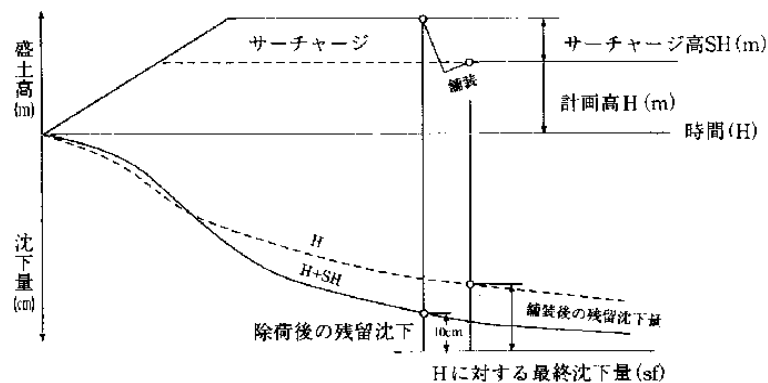 盛土高(m)
サーチャージ
サーチャージ高SH(m)
舗装
計画高H(m)
時間(H)
沈下量(cm)
H
H+SH
除荷後の残留沈下
10cm
舗装後の残留沈下量
Hに対する最終沈下量(sf)